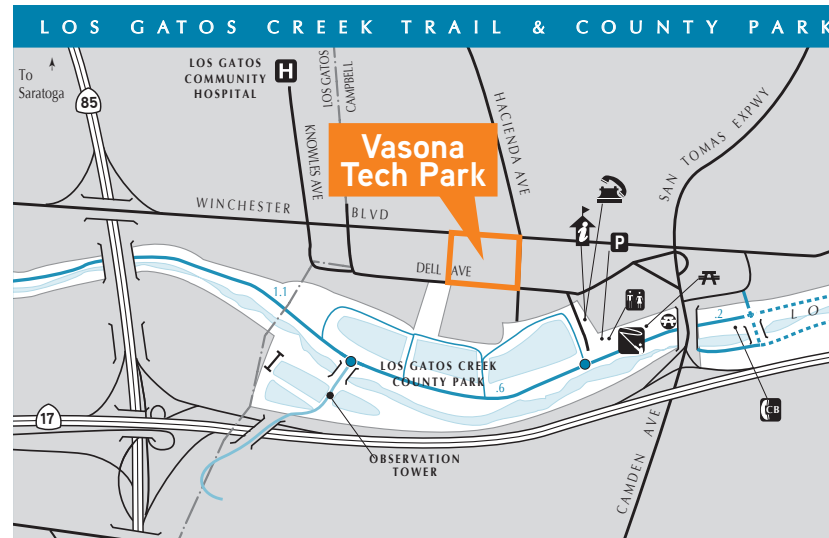 LOS GATOS CREEK TRAIL & COUNTY PARK
To
Saratoga
85
LOS GATOS
COMMUNITY
HOSPITAL
H
LOS GATOS
CAMPBELL
KNOWLES AVE
HACIENDA AVE
SAN TOMAS EXPWY
Vasona
Tech Park
WINCHESTER BLVD
DELL AVE
i
P
1.1
.2
LO
LOS GATOS CREEK
COUNTY PARK
.6
17
CB
OBSERVATION
TOWER
CAMDEN AVE